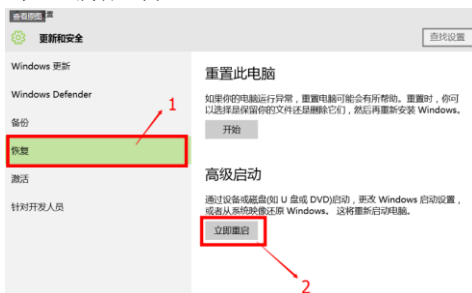 查看原图
置
更新和安全
查找设置
Windows 更新
Windows Defender
备份
恢复
激活
针对开发人员
1
重置此电脑
如果你的电脑运行异常，重置电脑可能会有所帮助。重置时，你可
以选择是保留你的文件还是删除它们，然后再重新安装 Windows。
开始
高级启动
通过设备或磁盘(如 U 盘或 DVD)启动，更改 Windows 启动设置，
或者从系统映像还原 Windows。 这将重新启动电脑。
立即重启
2